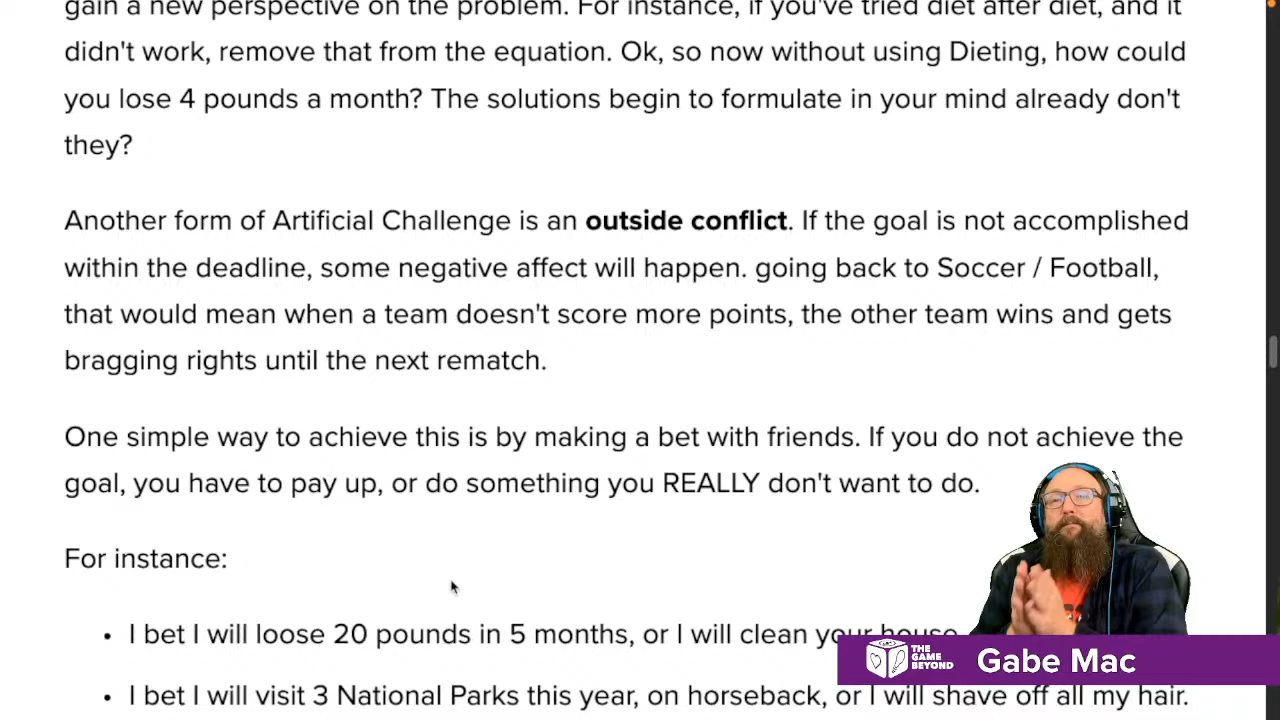 gain a new perspective on the problem. For instance, if you've tried diet after diet, and it
didn't work, remove that from the equation. Ok, so now without using Dieting, how could
you lose 4 pounds a month? The solutions begin to formulate in your mind already don't
they?
Another form of Artificial Challenge is an outside conflict. If the goal is not accomplished
within the deadline, some negative affect will happen. going back to Soccer / Football,
that would mean when a team doesn't score more points, the other team wins and gets
bragging rights until the next rematch.
One simple way to achieve this is by making a bet with friends. If you do not achieve the
goal, you have to pay up, or do something you REALLY don't want to do.
For instance:
• I bet I will loose 20 pounds in 5 months, or I will clean your house
• I bet I will visit 3 National Parks this year, on horseback, or I will shave off all my hair.
THE
GAME
BEYOND
Gabe Mac